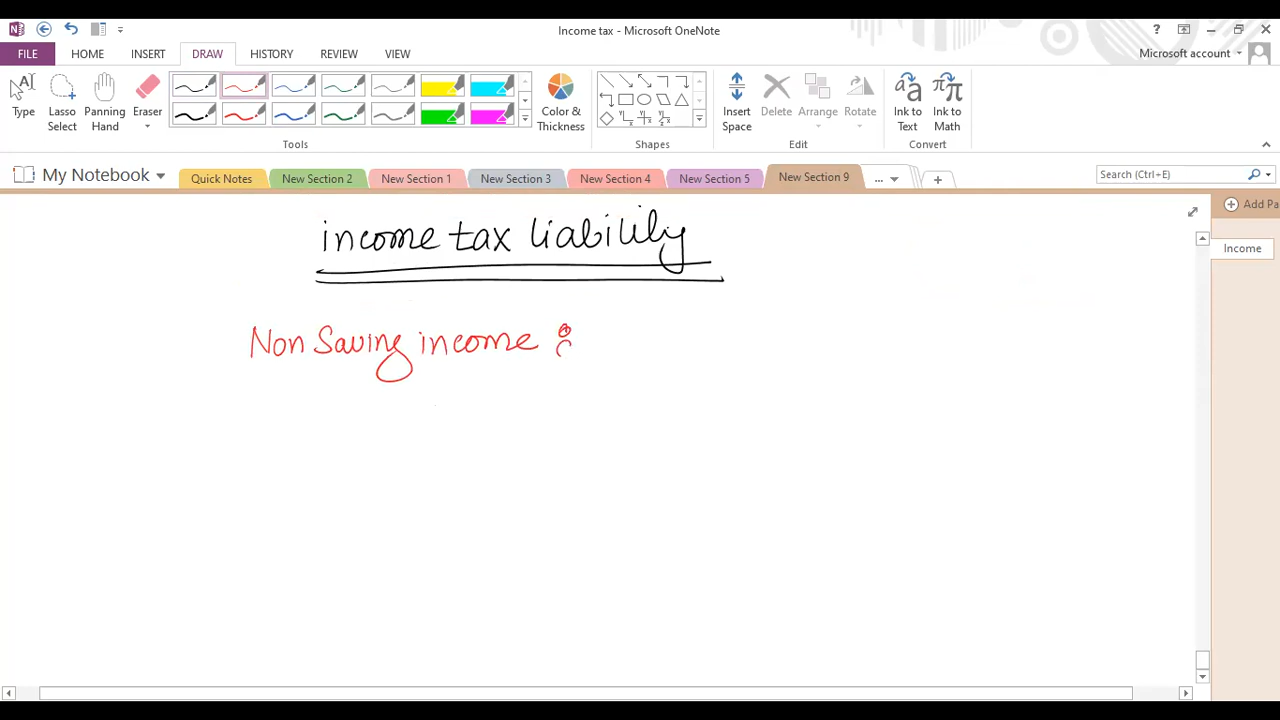 Income tax - Microsoft OneNote
FILE HOME INSERT DRAW HISTORY REVIEW VIEW
Microsoft account
Type
Lasso Select
Panning Hand
Eraser
Color & Thickness
Insert Space
Delete
Arrange
Rotate
Ink to Text
Ink to Math
Tools
Shapes
Edit
Convert
My Notebook
Quick Notes
New Section 2
New Section 1
New Section 3
New Section 4
New Section 5
New Section 9
...
Search (Ctrl+E)
Add Pa
Income
income tax liability
Non Saving income :